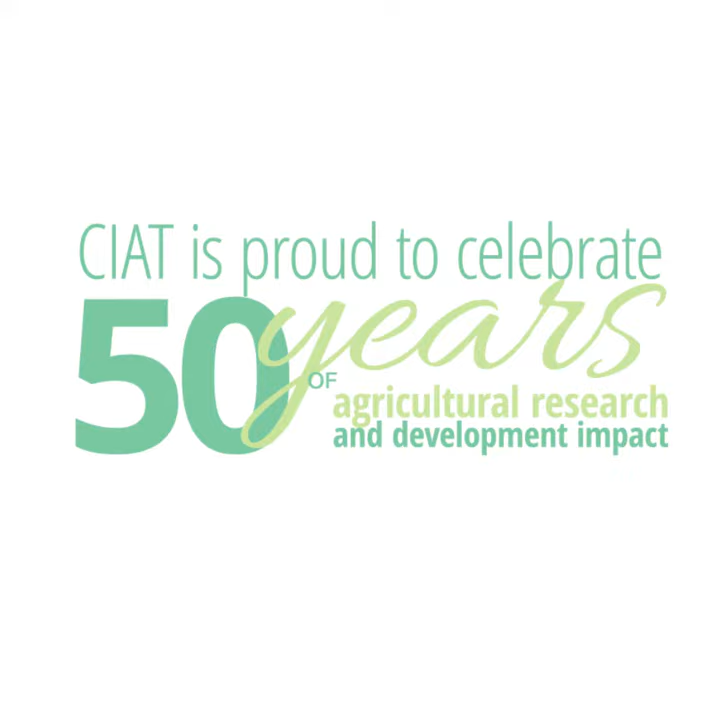 CIAT is proud to celebrate
50 years
OF
agricultural research
and development impact